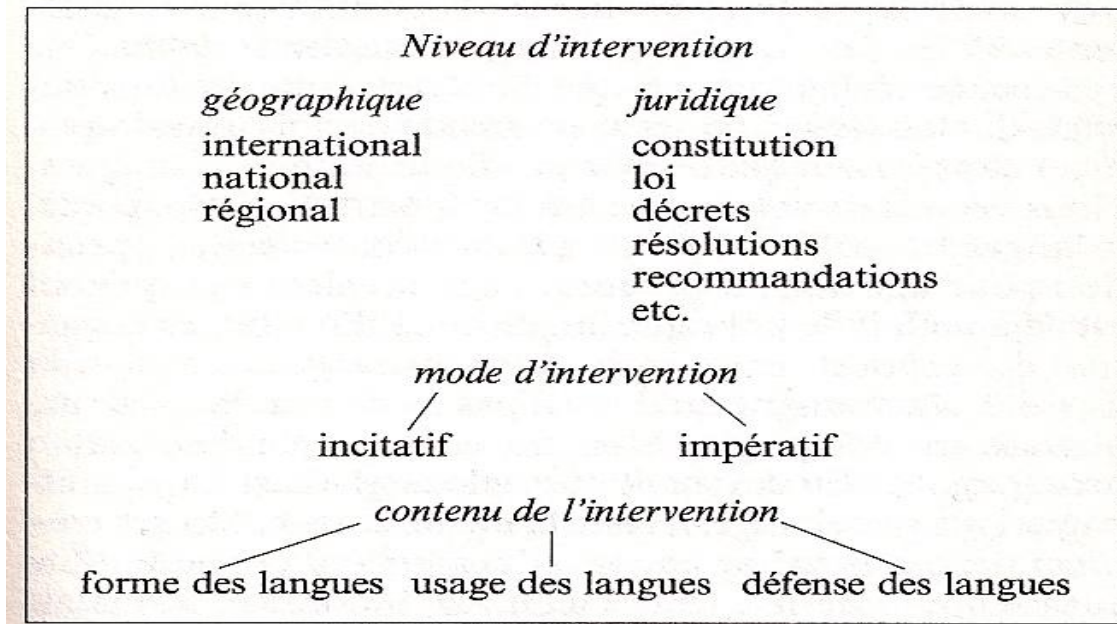 Niveau d'intervention
géographique juridique
international constitution
national loi
régional décrets
résolutions
recommandations
etc.
mode d'intervention
incitatif impératif
contenu de l'intervention
forme des langues usage des langues défense des langues